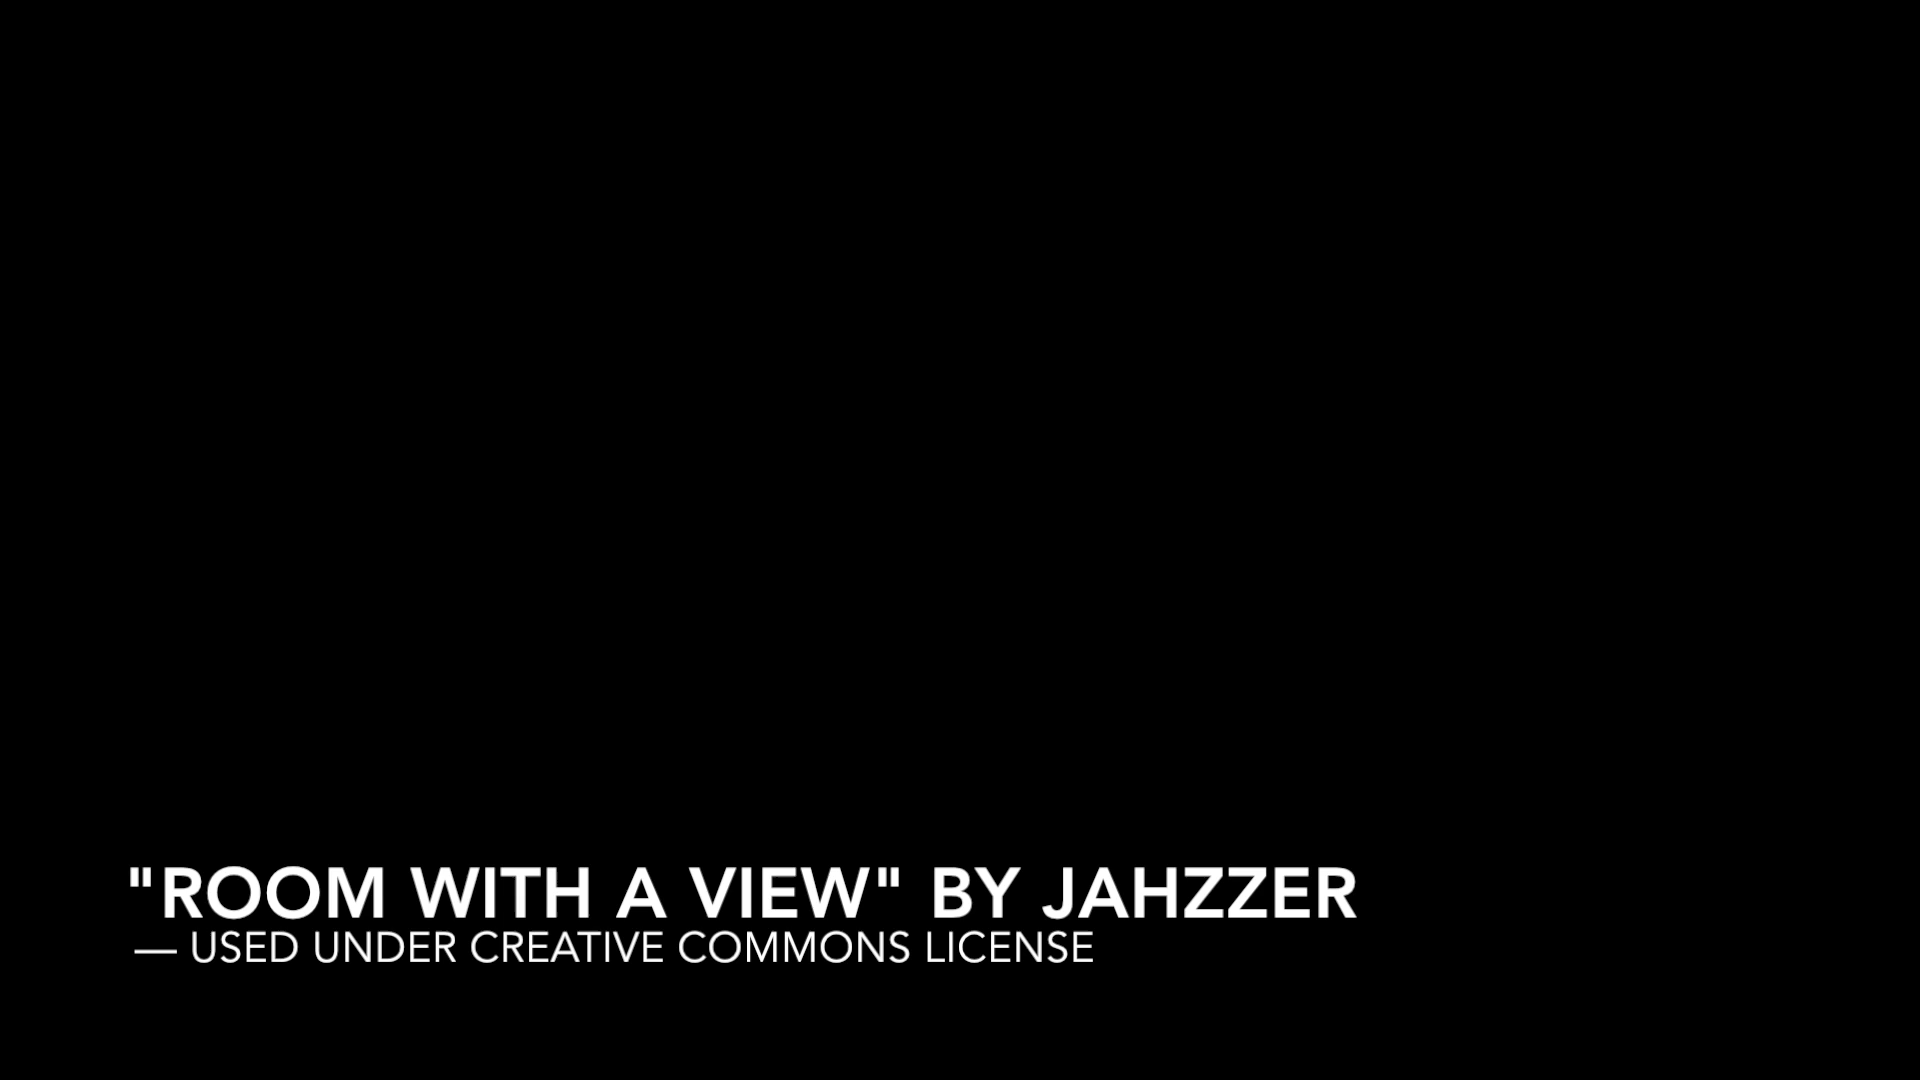 "ROOM WITH A VIEW" BY JAHZZER
— USED UNDER CREATIVE COMMONS LICENSE